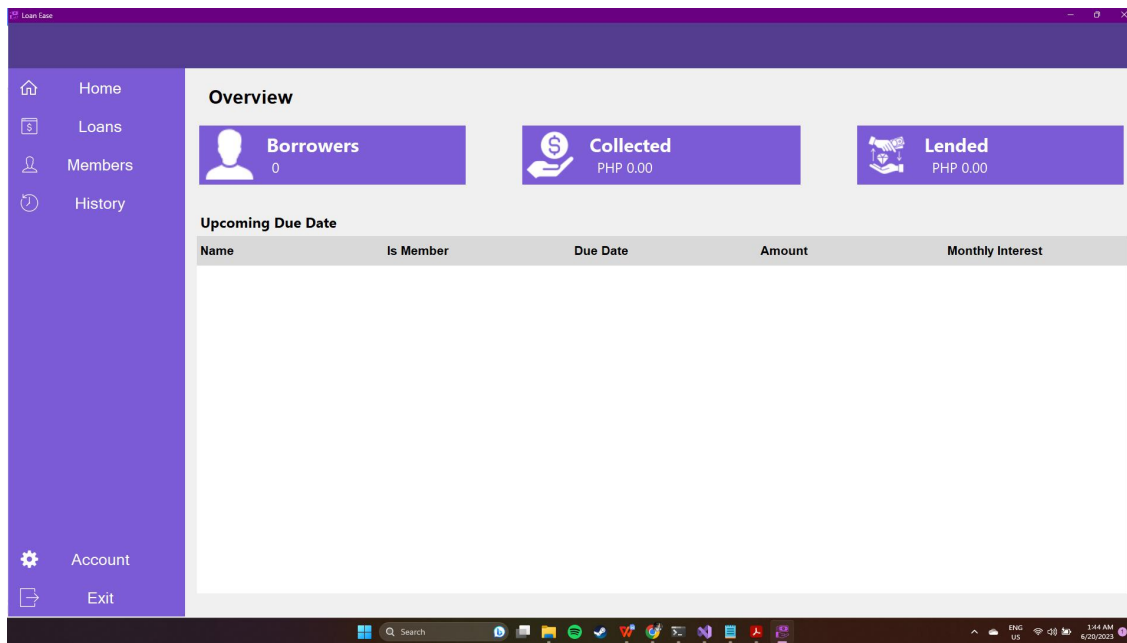 Loan Ease
Home
Loans
Members
History
Account
Exit
Overview
Borrowers
0
Collected
PHP 0.00
Lended
PHP 0.00
Upcoming Due Date
Name Is Member Due Date Amount Monthly Interest
Search
ENG
US
1:44 AM
6/20/2023